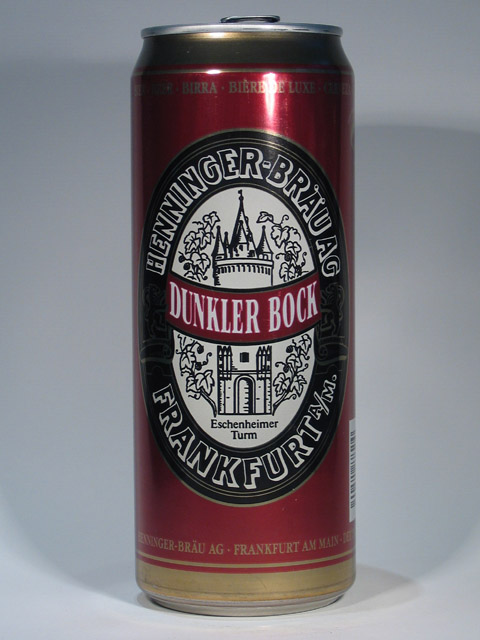 BIRRA · BIÈRE DE LUXE
HENNINGER-BRÄU AG
DUNKLER BOCK
Eschenheimer
Turm
FRANKFURT A/M.
HENNINGER-BRÄU AG · FRANKFURT AM MAIN